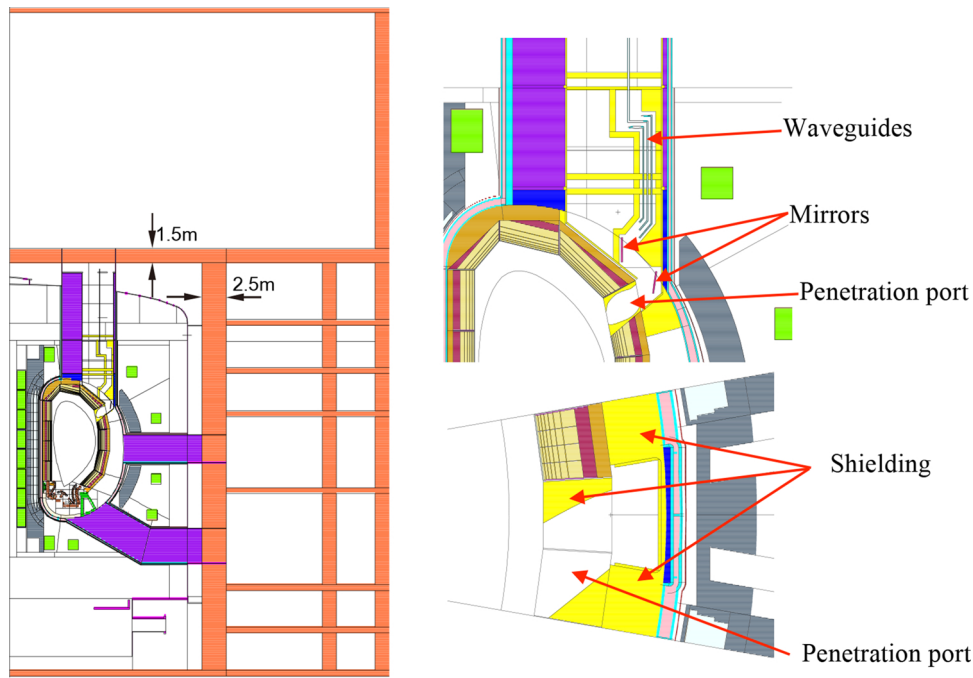 1.5m
2.5m
Waveguides
Mirrors
Penetration port
Shielding
Penetration port